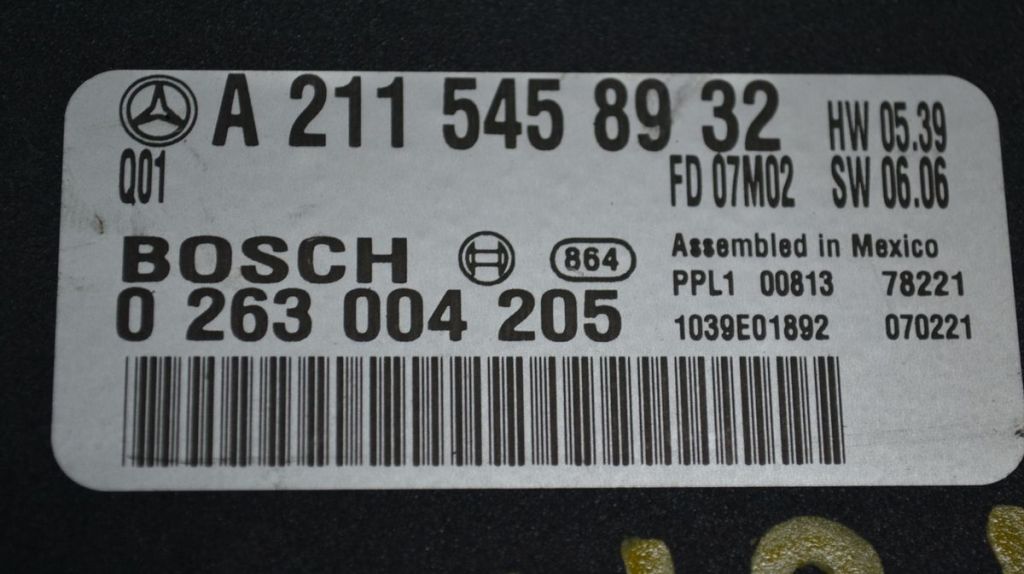 A 211 545 89 32 HW 05.39
Q01 FD 07M02 SW 06.06
BOSCH 864 Assembled in Mexico
0 263 004 205 PPL1 00813 78221
1039E01892 070221